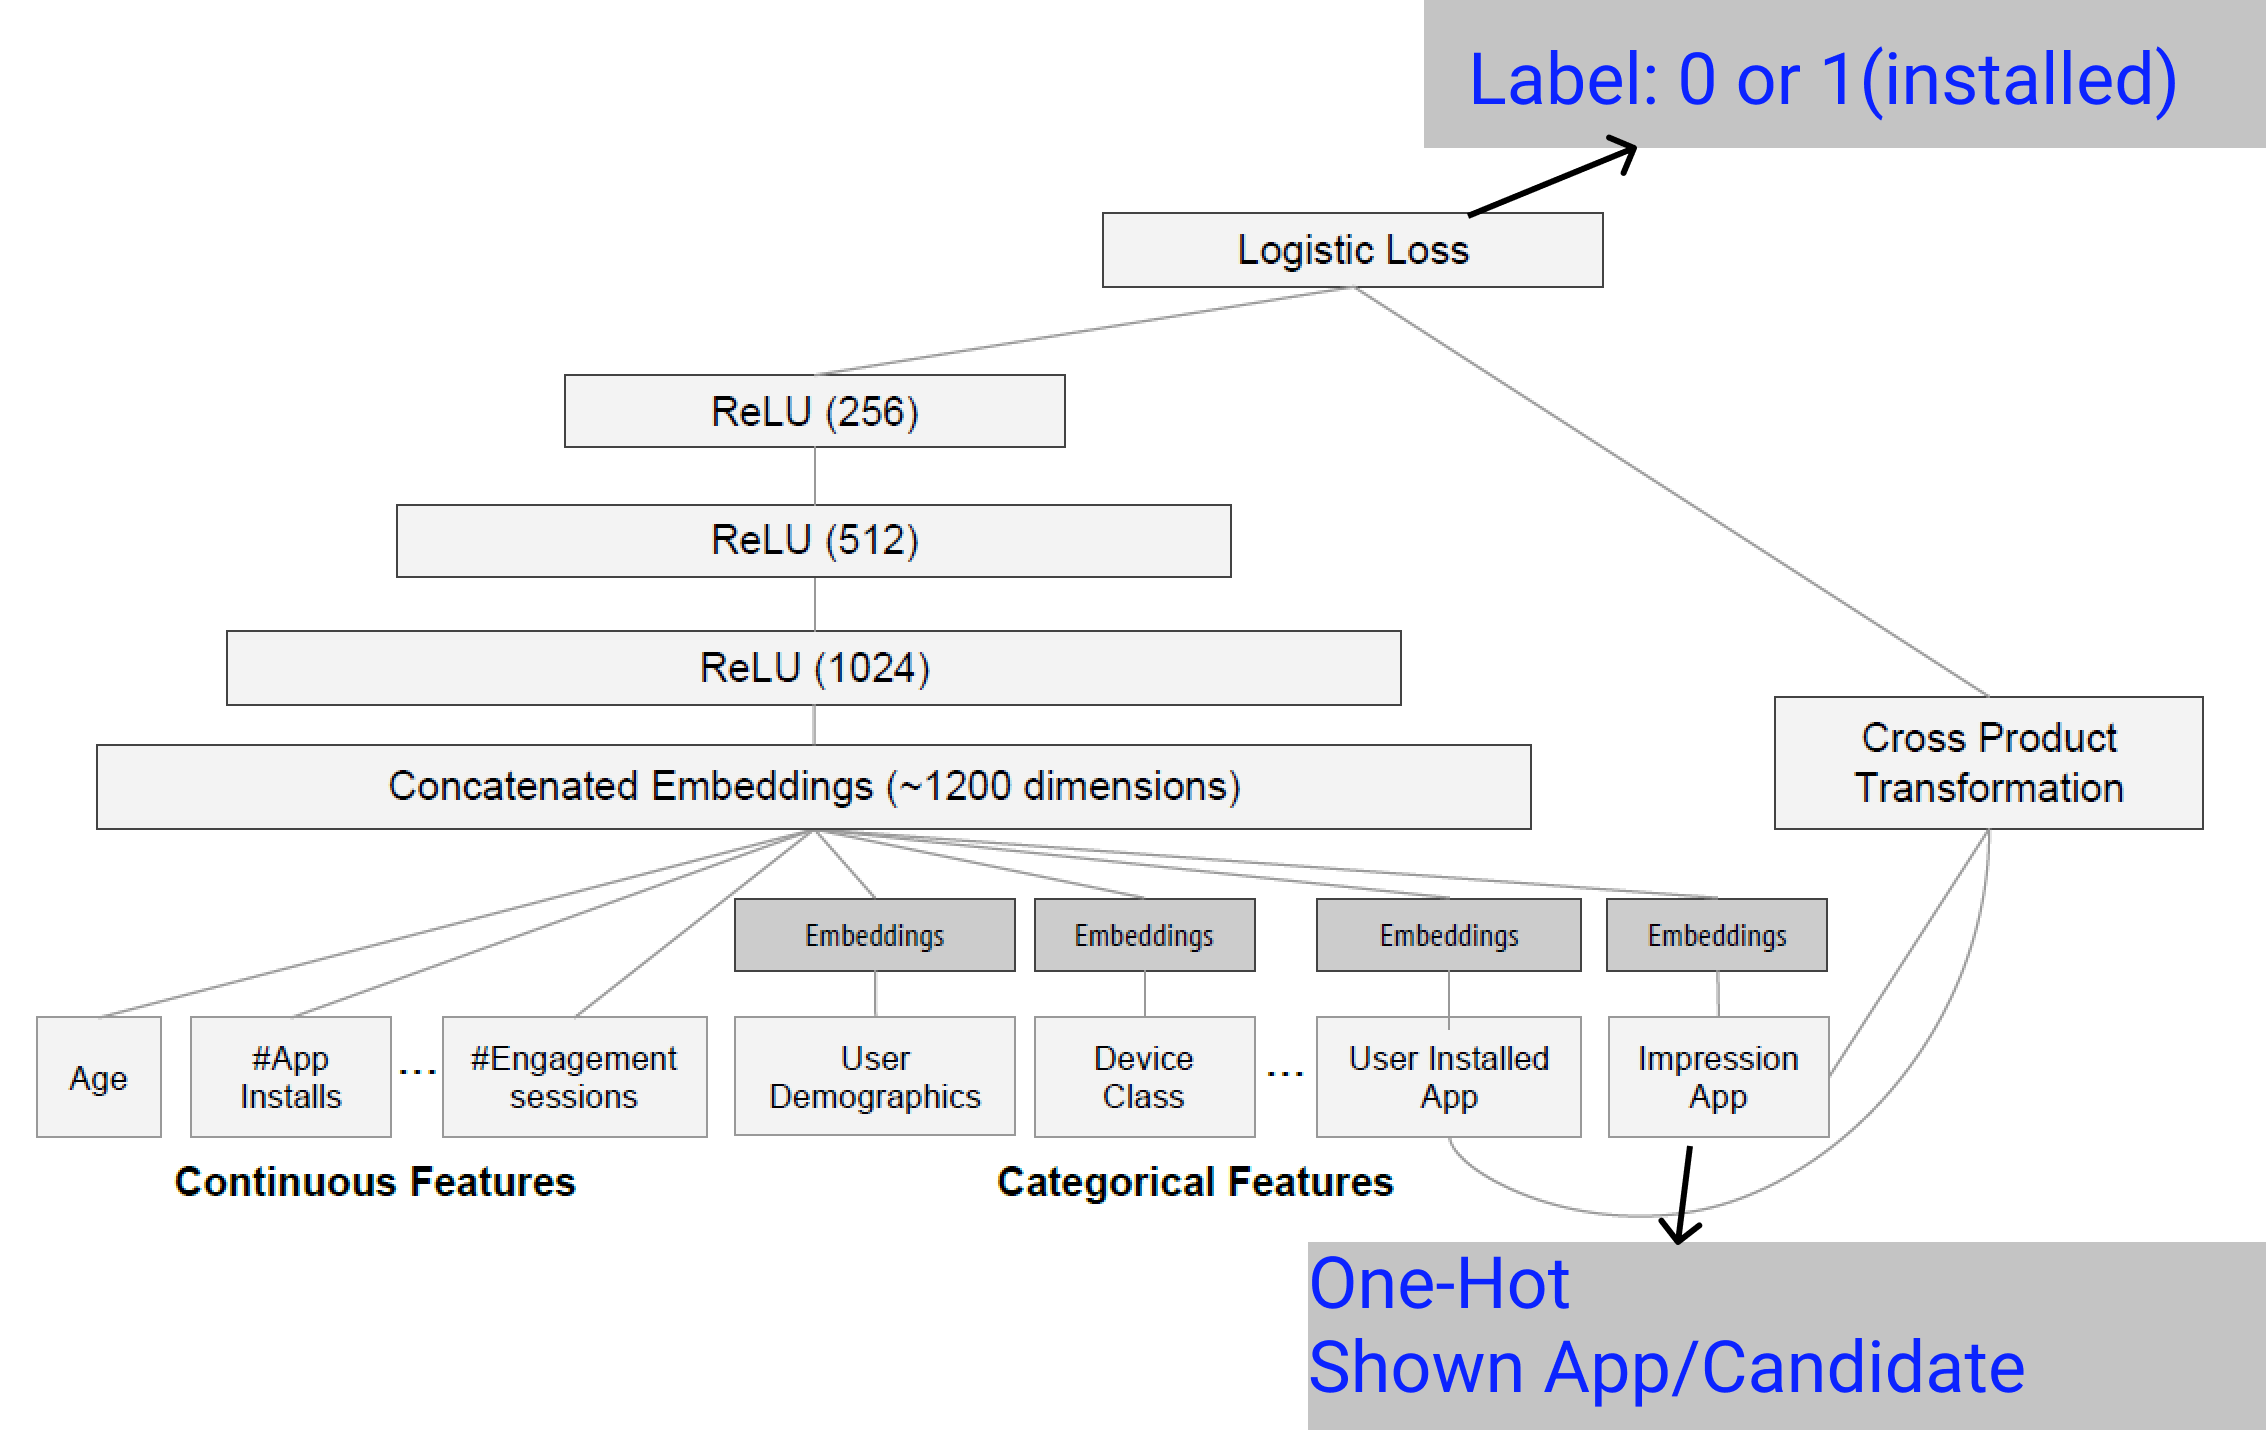 Label: 0 or 1(installed)
Logistic Loss
ReLU (256)
ReLU (512)
ReLU (1024)
Concatenated Embeddings (~1200 dimensions)
Cross Product
Transformation
Embeddings
Embeddings
Embeddings
Embeddings
Age
#App
Installs
...
#Engagement
sessions
User
Demographics
Device
Class
...
User Installed
App
Impression
App
Continuous Features
Categorical Features
One-Hot
Shown App/Candidate